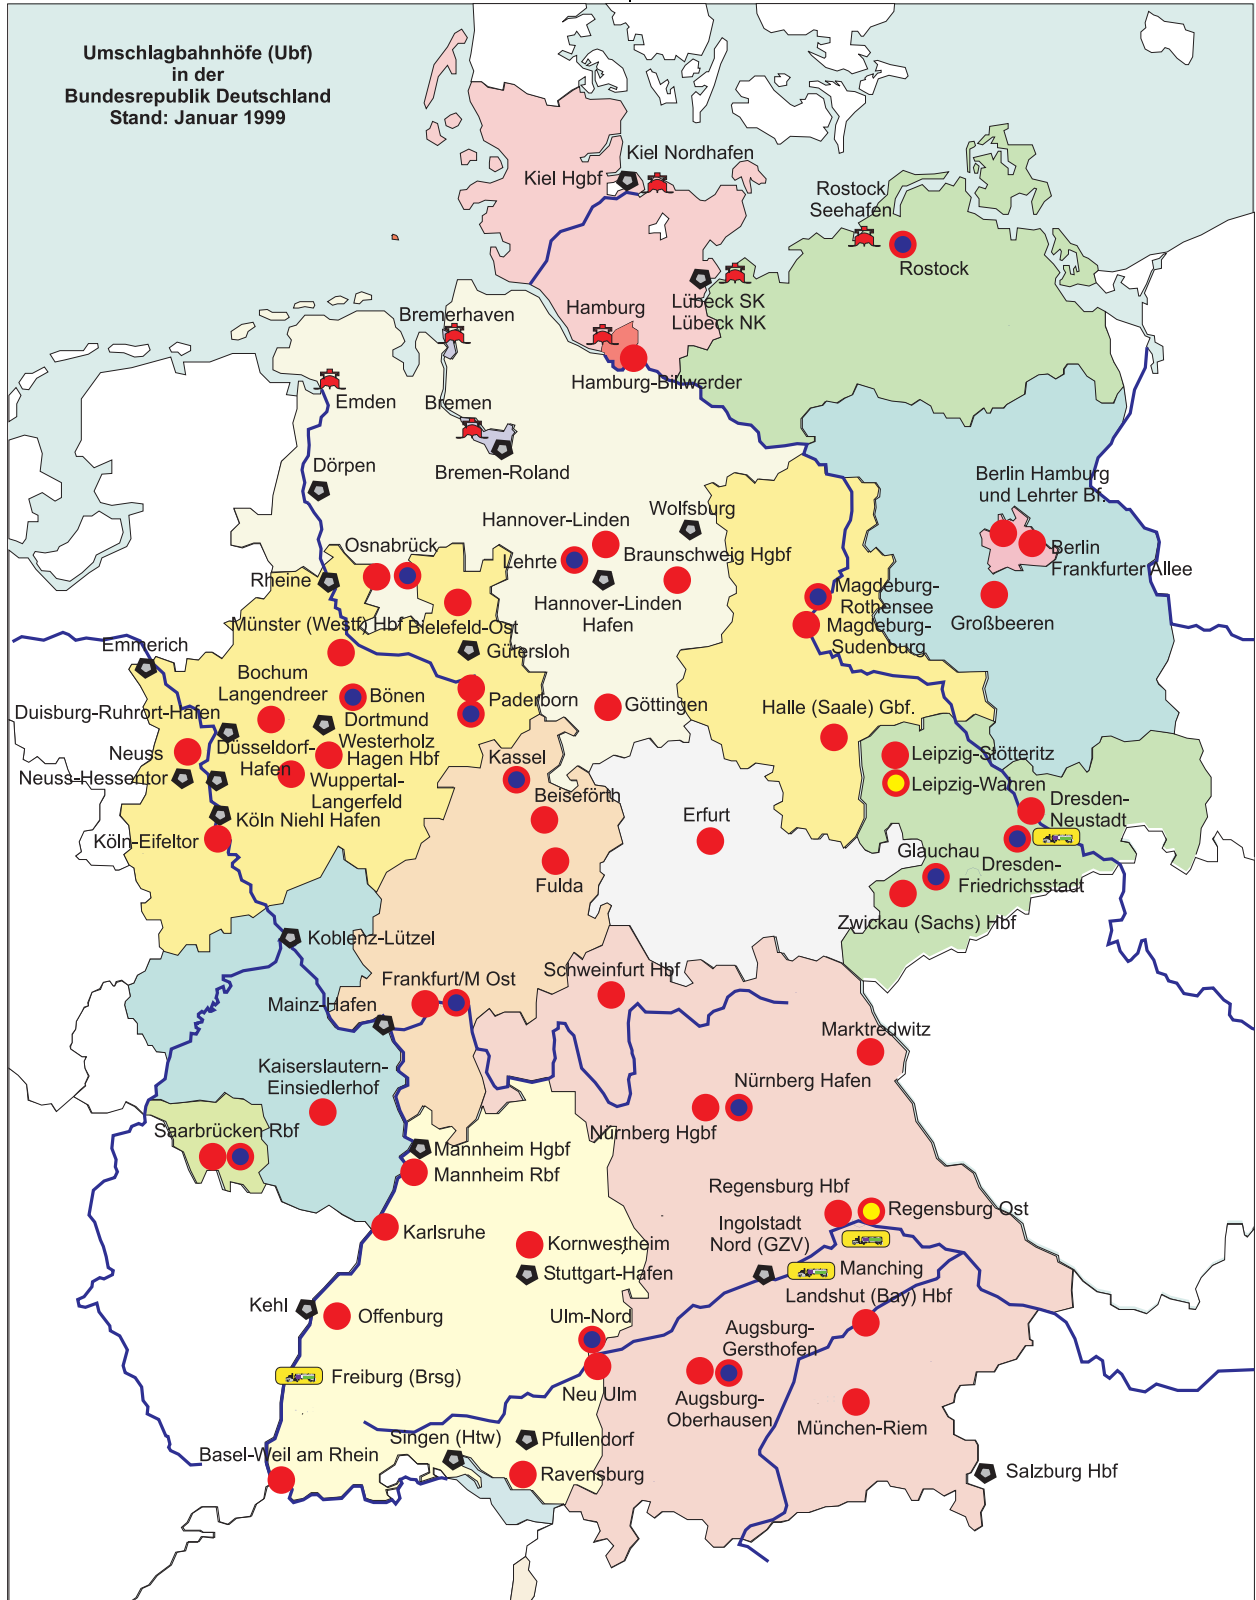 Umschlagbahnhöfe (Ubf)
in der
Bundesrepublik Deutschland
Stand: Januar 1999
Kiel Nordhafen
Kiel Hgbf
Rostock
Seehafen
Rostock
Lübeck SK
Lübeck NK
Bremerhaven
Hamburg
Hamburg-Billwerder
Emden
Bremen
Bremen-Roland
Dörpen
Berlin Hamburg
und Lehrter Bf.
Berlin
Frankfurter Allee
Großbeeren
Wolfsburg
Hannover-Linden
Braunschweig Hgbf
Lehrte
Hannover-Linden
Hafen
Osnabrück
Rheine
Magdeburg-
Rothensee
Magdeburg-
Sudenburg
Münster (Westf) Hbf
Bielefeld-Ost
Gütersloh
Emmerich
Bochum
Langendreer
Bönen
Paderborn
Göttingen
Halle (Saale) Gbf.
Duisburg-Ruhrort-Hafen
Dortmund
Westerholz
Neuss
Düsseldorf-
Hafen
Hagen Hbf
Neuss-Hessentor
Wuppertal-
Langerfeld
Kassel
Leipzig-Stötteritz
Leipzig-Wahren
Beiseförth
Dresden-
Neustadt
Köln Niehl Hafen
Köln-Eifeltor
Erfurt
Glauchau
Dresden-
Friedrichsstadt
Fulda
Zwickau (Sachs) Hbf
Koblenz-Lützel
Frankfurt/M Ost
Schweinfurt Hbf
Mainz-Hafen
Marktredwitz
Kaiserslautern-
Einsiedlerhof
Nürnberg Hafen
Nürnberg Hgbf
Saarbrücken Rbf
Mannheim Hgbf
Mannheim Rbf
Regensburg Hbf
Regensburg Ost
Karlsruhe
Ingolstadt
Nord (GZV)
Kornwestheim
Stuttgart-Hafen
Manching
Landshut (Bay) Hbf
Kehl
Offenburg
Ulm-Nord
Augsburg-
Gersthofen
Freiburg (Brsg)
Neu Ulm
Augsburg-
Oberhausen
München-Riem
Singen (Htw)
Pfullendorf
Basel-Weil am Rhein
Ravensburg
Salzburg Hbf